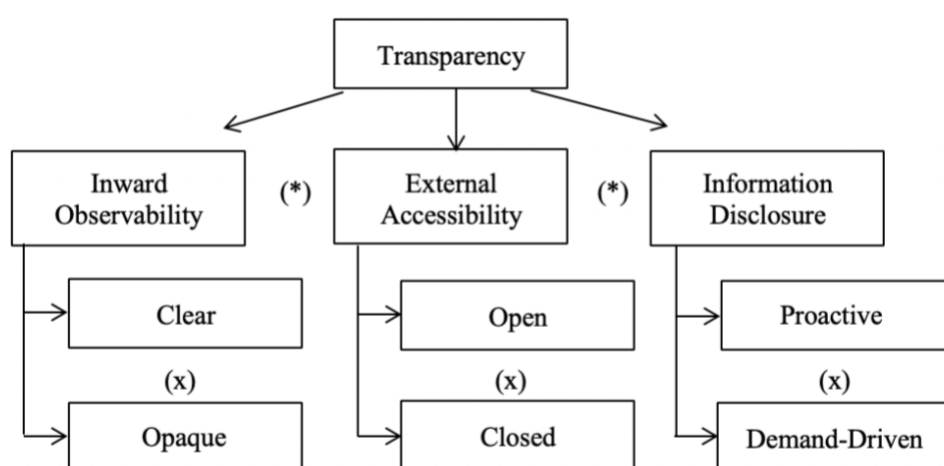 Transparency
Inward
Observability
(*)
External
Accessibility
(*)
Information
Disclosure
Clear
Open
Proactive
(x)
(x)
(x)
Opaque
Closed
Demand-Driven